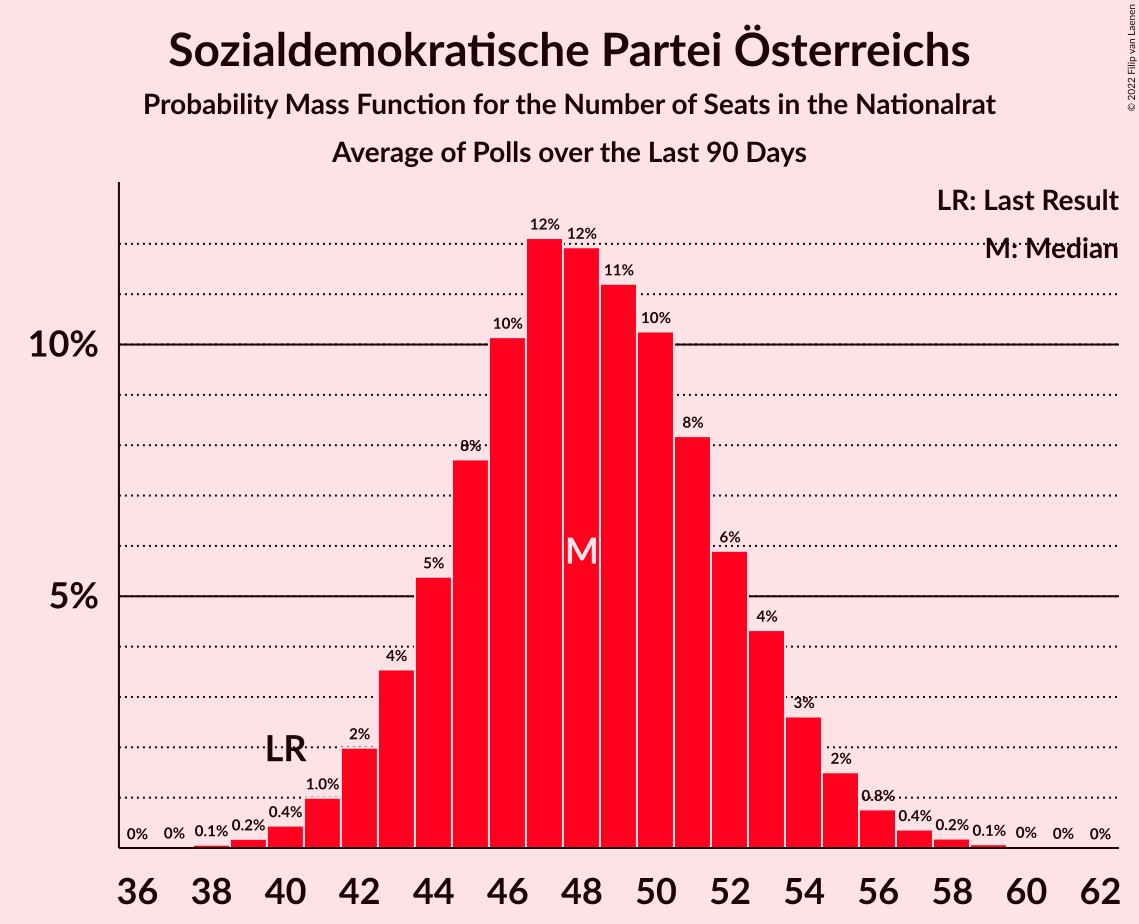 Sozialdemokratische Partei Österreichs
Probability Mass Function for the Number of Seats in the Nationalrat
Average of Polls over the Last 90 Days
© 2022 Filip van Laenen
LR: Last Result
M: Median
10%
5%
0% 0% 0.1% 0.2% 0.4% 1.0% 2% 4% 5% 8% 10% 12% 12% 11% 10% 8% 6% 4% 3% 2% 0.8% 0.4% 0.2% 0.1% 0% 0% 0%
LR
M
36 38 40 42 44 46 48 50 52 54 56 58 60 62